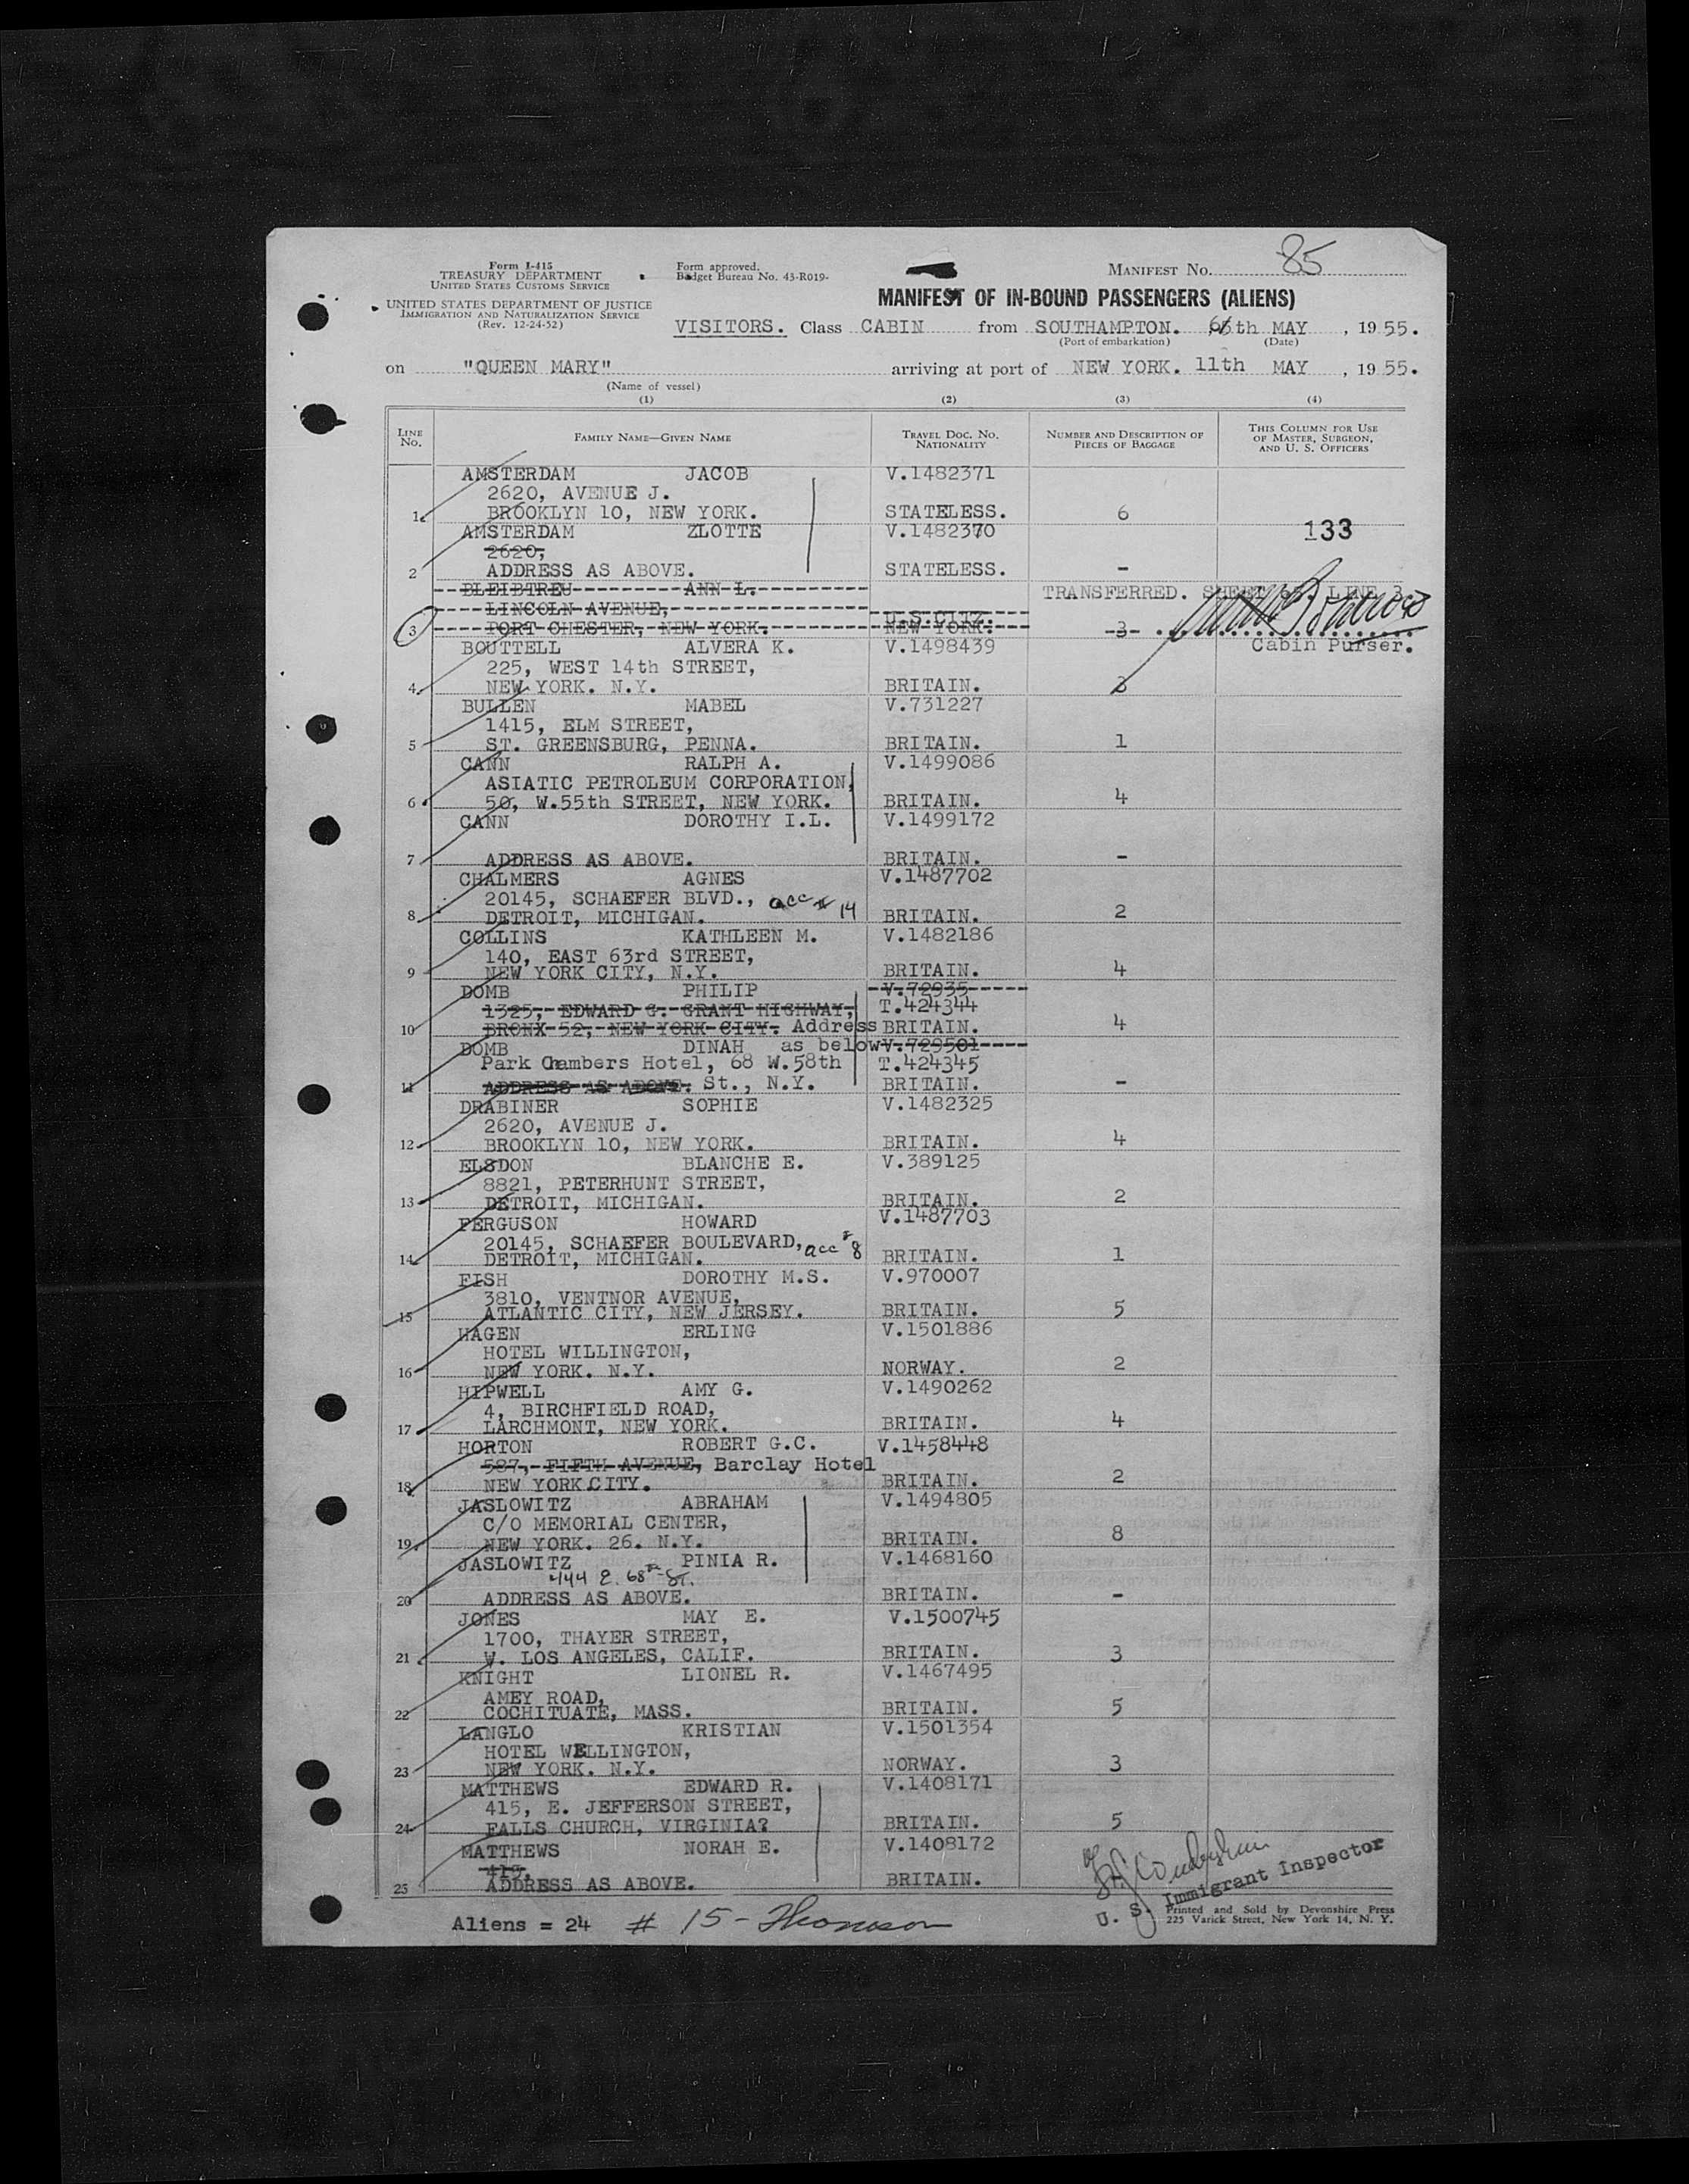 Form I-415
TREASURY DEPARTMENT
UNITED STATES CUSTOMS SERVICE
UNITED STATES DEPARTMENT OF JUSTICE
IMMIGRATION AND NATURALIZATION SERVICE
(Rev. 12-24-52)
Form approved.
Budget Bureau No. 43-R019-
MANIFEST No. 85
MANIFEST OF IN-BOUND PASSENGERS (ALIENS)
VISITORS. Class CABIN from SOUTHAMPTON. 6th MAY , 1955.
(Port of embarkation) (Date)
on "QUEEN MARY" arriving at port of NEW YORK. 11th MAY , 1955.
(Name of vessel)
(1) (2) (3) (4)
LINE No. FAMILY NAME—GIVEN NAME TRAVEL DOC. No. NATIONALITY NUMBER AND DESCRIPTION OF PIECES OF BAGGAGE THIS COLUMN FOR USE OF MASTER, SURGEON, AND U. S. OFFICERS
AMSTERDAM JACOB V.1482371
2620, AVENUE J.
1 BROOKLYN 10, NEW YORK. STATELESS. 6
AMSTERDAM ZLOTTE V.1482370 133
2620,
2 ADDRESS AS ABOVE. STATELESS. -
BLEIBTREU ANN L. TRANSFERRED. SHEET 65. LINE 3.
LINCOLN AVENUE, U.S.CITZ.
3 PORT CHESTER, NEW YORK. NEW YORK. -3-
BOUTTELL ALVERA K. V.1498439 Cabin Purser.
225, WEST 14th STREET,
4 NEW YORK. N.Y. BRITAIN. 3
BULLEN MABEL V.731227
1415, ELM STREET,
5 ST. GREENSBURG, PENNA. BRITAIN. 1
CANN RALPH A. V.1499086
ASIATIC PETROLEUM CORPORATION,
6 50, W.55th STREET, NEW YORK. BRITAIN. 4
CANN DOROTHY I.L. V.1499172
7 ADDRESS AS ABOVE. BRITAIN. -
CHALMERS AGNES V.1487702
20145, SCHAEFER BLVD., acc # 14
8 DETROIT, MICHIGAN. BRITAIN. 2
COLLINS KATHLEEN M. V.1482186
140, EAST 63rd STREET,
9 NEW YORK CITY, N.Y. BRITAIN. 4
DOMB PHILIP V.72935
1325, EDWARD G. GRANT HIGHWAY, T.424344
10 BRONX 52, NEW YORK CITY. Address BRITAIN. 4
DOMB DINAH as below V.729501
Park Chambers Hotel, 68 W.58th T.424345
11 ADDRESS AS ABOVE. St., N.Y. BRITAIN. -
DRABINER SOPHIE V.1482325
2620, AVENUE J.
12 BROOKLYN 10, NEW YORK. BRITAIN. 4
ELSDON BLANCHE E. V.389125
8821, PETERHUNT STREET,
13 DETROIT, MICHIGAN. BRITAIN. 2
FERGUSON HOWARD V.1487703
20145, SCHAEFER BOULEVARD, acc # 8
14 DETROIT, MICHIGAN. BRITAIN. 1
FISH DOROTHY M.S. V.970007
3810, VENTNOR AVENUE,
15 ATLANTIC CITY, NEW JERSEY. BRITAIN. 5
HAGEN ERLING V.1501886
HOTEL WILLINGTON,
16 NEW YORK. N.Y. NORWAY. 2
HIPWELL AMY G. V.1490262
4, BIRCHFIELD ROAD,
17 LARCHMONT, NEW YORK. BRITAIN. 4
HORTON ROBERT G.C. V.1458448
587, FIFTH AVENUE, Barclay Hotel
18 NEW YORK CITY. BRITAIN. 2
JASLOWITZ ABRAHAM V.1494805
C/O MEMORIAL CENTER,
19 NEW YORK. 26. N.Y. BRITAIN. 8
JASLOWITZ PINIA R. V.1468160
444 E. 68th St.
20 ADDRESS AS ABOVE. BRITAIN. -
JONES MAY E. V.1500745
1700, THAYER STREET,
21 W. LOS ANGELES, CALIF. BRITAIN. 3
KNIGHT LIONEL R. V.1467495
AMEY ROAD,
22 COCHITUATE, MASS. BRITAIN. 5
LANGLO KRISTIAN V.1501354
HOTEL WELLINGTON,
23 NEW YORK. N.Y. NORWAY. 3
MATTHEWS EDWARD R. V.1408171
415, E. JEFFERSON STREET,
24 FALLS CHURCH, VIRGINIA? BRITAIN. 5
MATTHEWS NORAH E. V.1408172
415,
25 ADDRESS AS ABOVE. BRITAIN.
U. S. Immigrant Inspector
Aliens = 24 # 15 - Thomson
Printed and Sold by Devonshire Press
225 Varick Street, New York 14, N. Y.